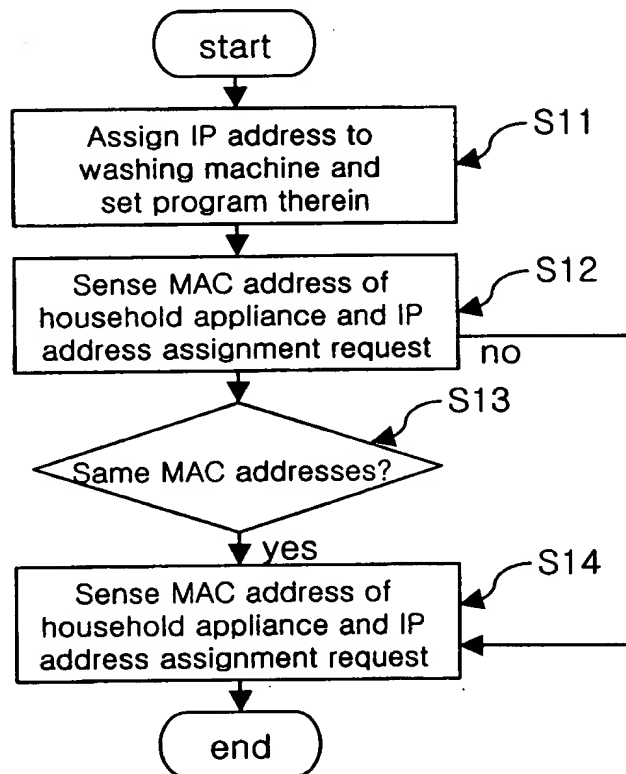 start
Assign IP address to
washing machine and
set program therein
S11
Sense MAC address of
household appliance and IP
address assignment request
S12
no
S13
Same MAC addresses?
yes
Sense MAC address of
household appliance and IP
address assignment request
S14
end